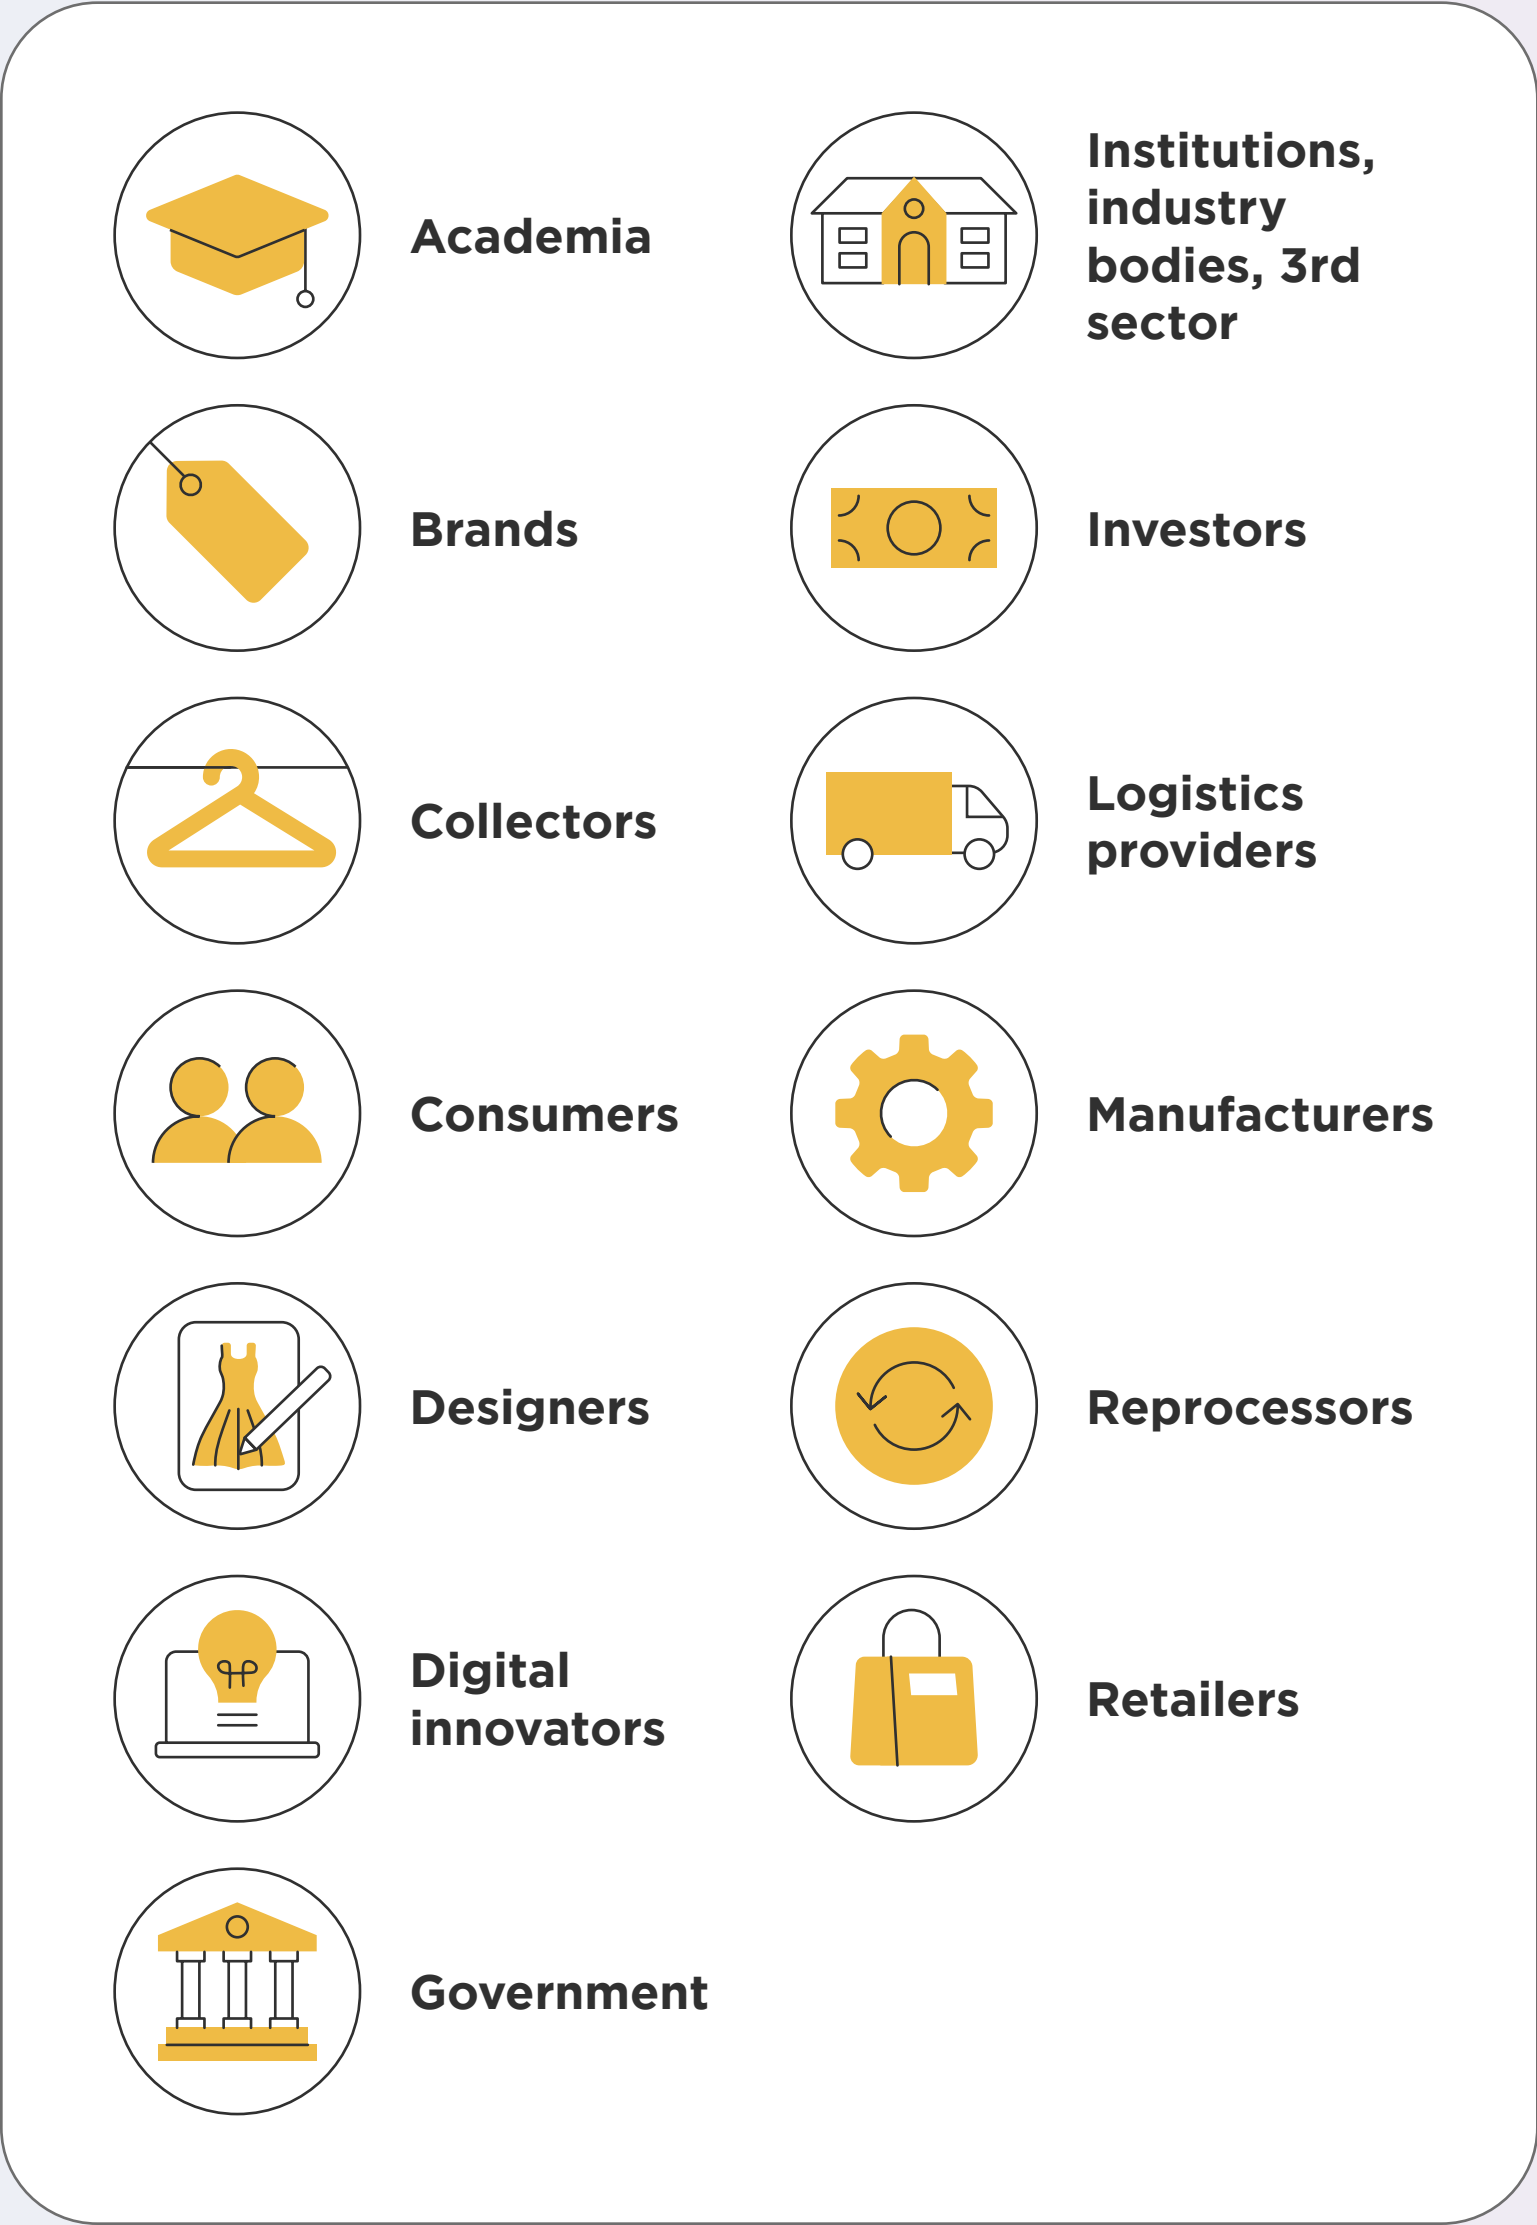 Academia
Brands
Collectors
Consumers
Designers
Digital
innovators
Government
Institutions,
industry
bodies, 3rd
sector
Investors
Logistics
providers
Manufacturers
Reprocessors
Retailers